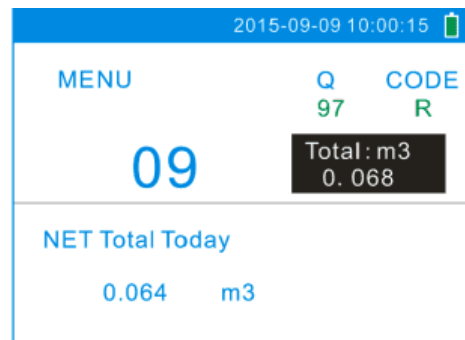 2015-09-09 10:00:15
MENU Q CODE
97 R
09 Total: m3
0.068
NET Total Today
0.064 m3